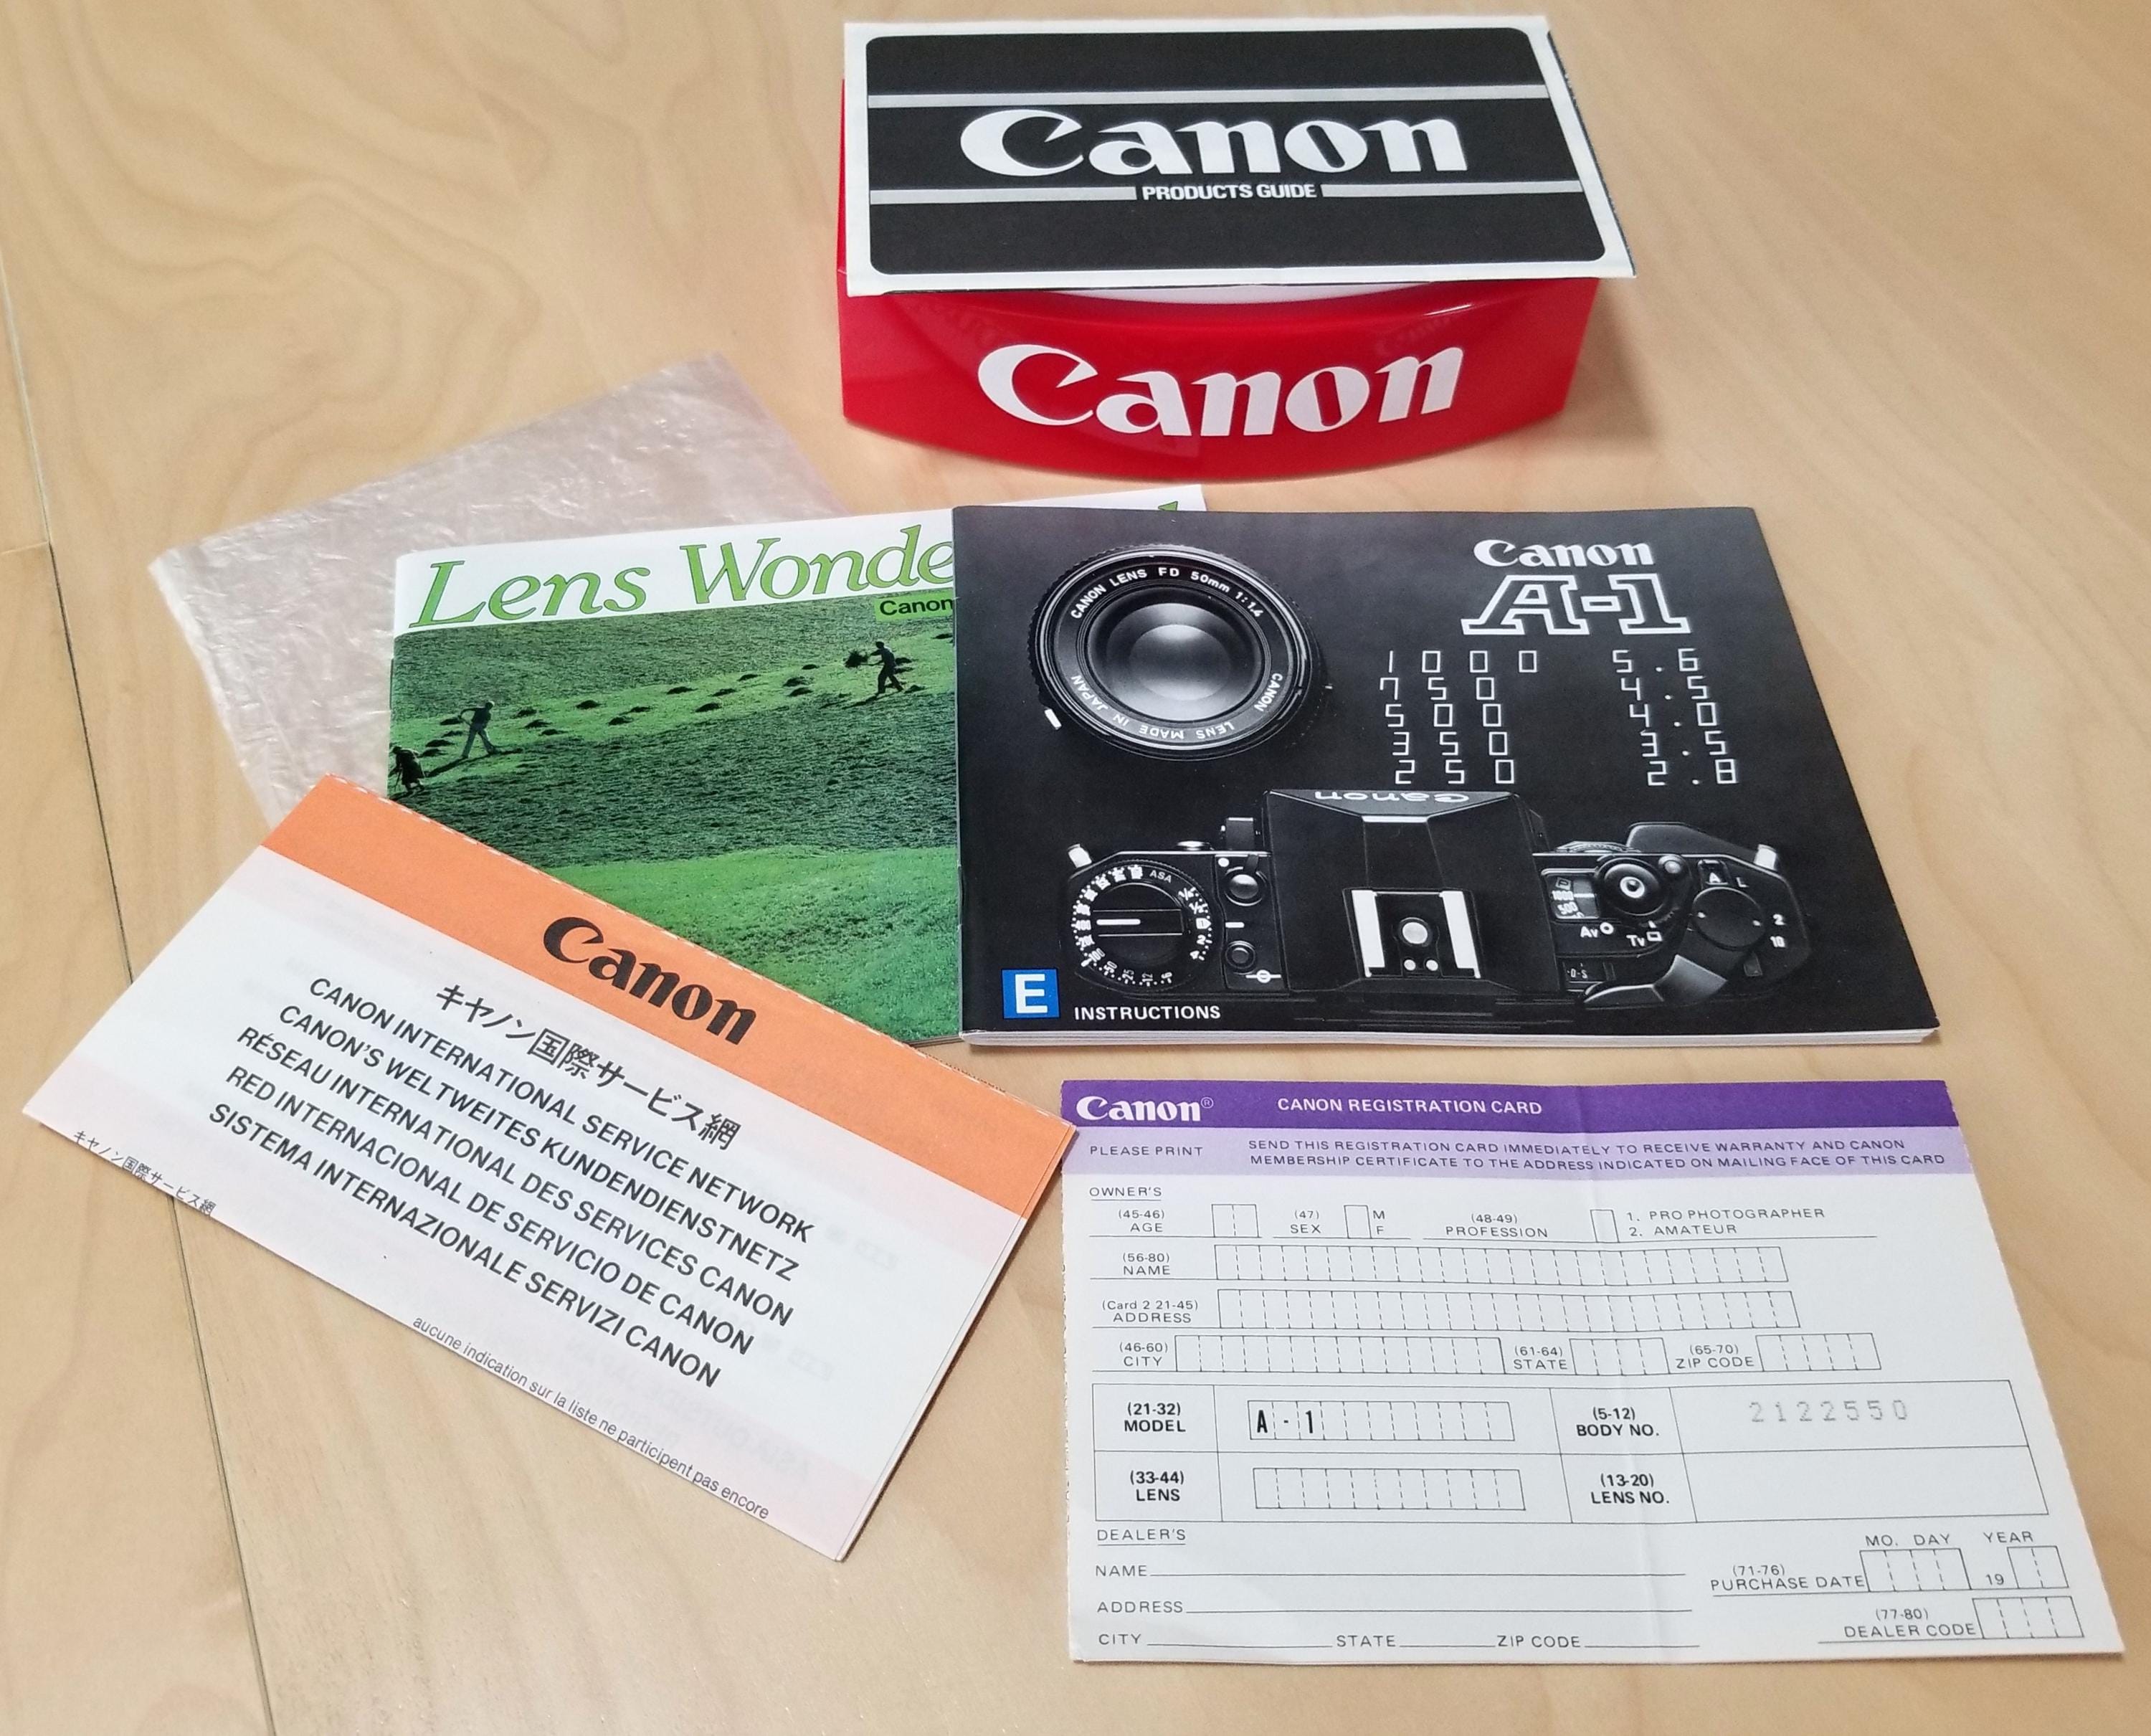 Canon
PRODUCTS GUIDE
Canon
Lens Wonde
Canon
CANON LENS FD 50mm 1:1.4
CANON LENS MADE IN JAPAN
Canon
A-1
1000 5.6
750 4.5
500 4.0
350 3.5
250 2.8
Canon
ASA
A L
1000
500
Av Tv
2
10
E INSTRUCTIONS
Canon
キヤノン国際サービス網
CANON INTERNATIONAL SERVICE NETWORK
CANON'S WELTWEITES KUNDENDIENSTNETZ
RÉSEAU INTERNATIONAL DES SERVICES CANON
RED INTERNACIONAL DE SERVICIO DE CANON
SISTEMA INTERNAZIONALE SERVIZI CANON
キヤノン国際サービス網
aucune indication sur la liste ne participent pas encore
Canon® CANON REGISTRATION CARD
PLEASE PRINT SEND THIS REGISTRATION CARD IMMEDIATELY TO RECEIVE WARRANTY AND CANON
MEMBERSHIP CERTIFICATE TO THE ADDRESS INDICATED ON MAILING FACE OF THIS CARD
OWNER'S
(45-46) AGE (47) SEX M F (48-49) PROFESSION 1. PRO PHOTOGRAPHER
2. AMATEUR
(56-80) NAME
(Card 2 21-45) ADDRESS
(46-60) CITY (61-64) STATE (65-70) ZIP CODE
(21-32) MODEL A-1 (5-12) BODY NO. 2122550
(33-44) LENS (13-20) LENS NO.
DEALER'S
MO. DAY YEAR
NAME (71-76) PURCHASE DATE 19
ADDRESS
(77-80) DEALER CODE
CITY STATE ZIP CODE